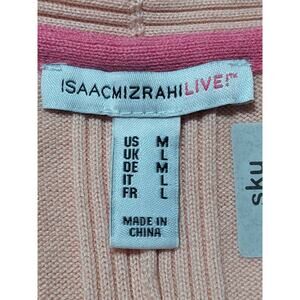 ISAACMIZRAHILIVE!™
US M
UK L
DE M
IT L
FR L
MADE IN
CHINA
sku